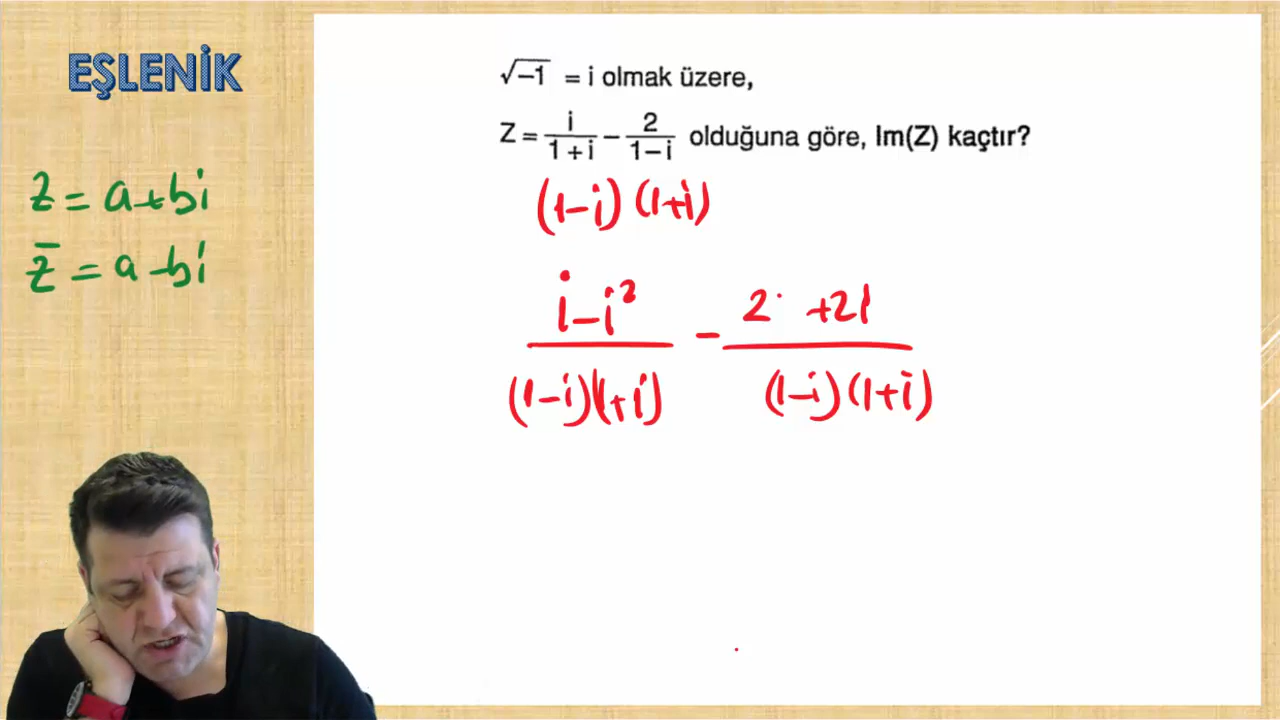 EŞLENİK
z = a+bi
z̅ = a-bi
√-1 = i olmak üzere,
Z = i/(1+i) - 2/(1-i) olduğuna göre, Im(Z) kaçtır?
(1-i) (1+i)
i-i² / (1-i)(1+i) - 2 +2i / (1-i)(1+i)